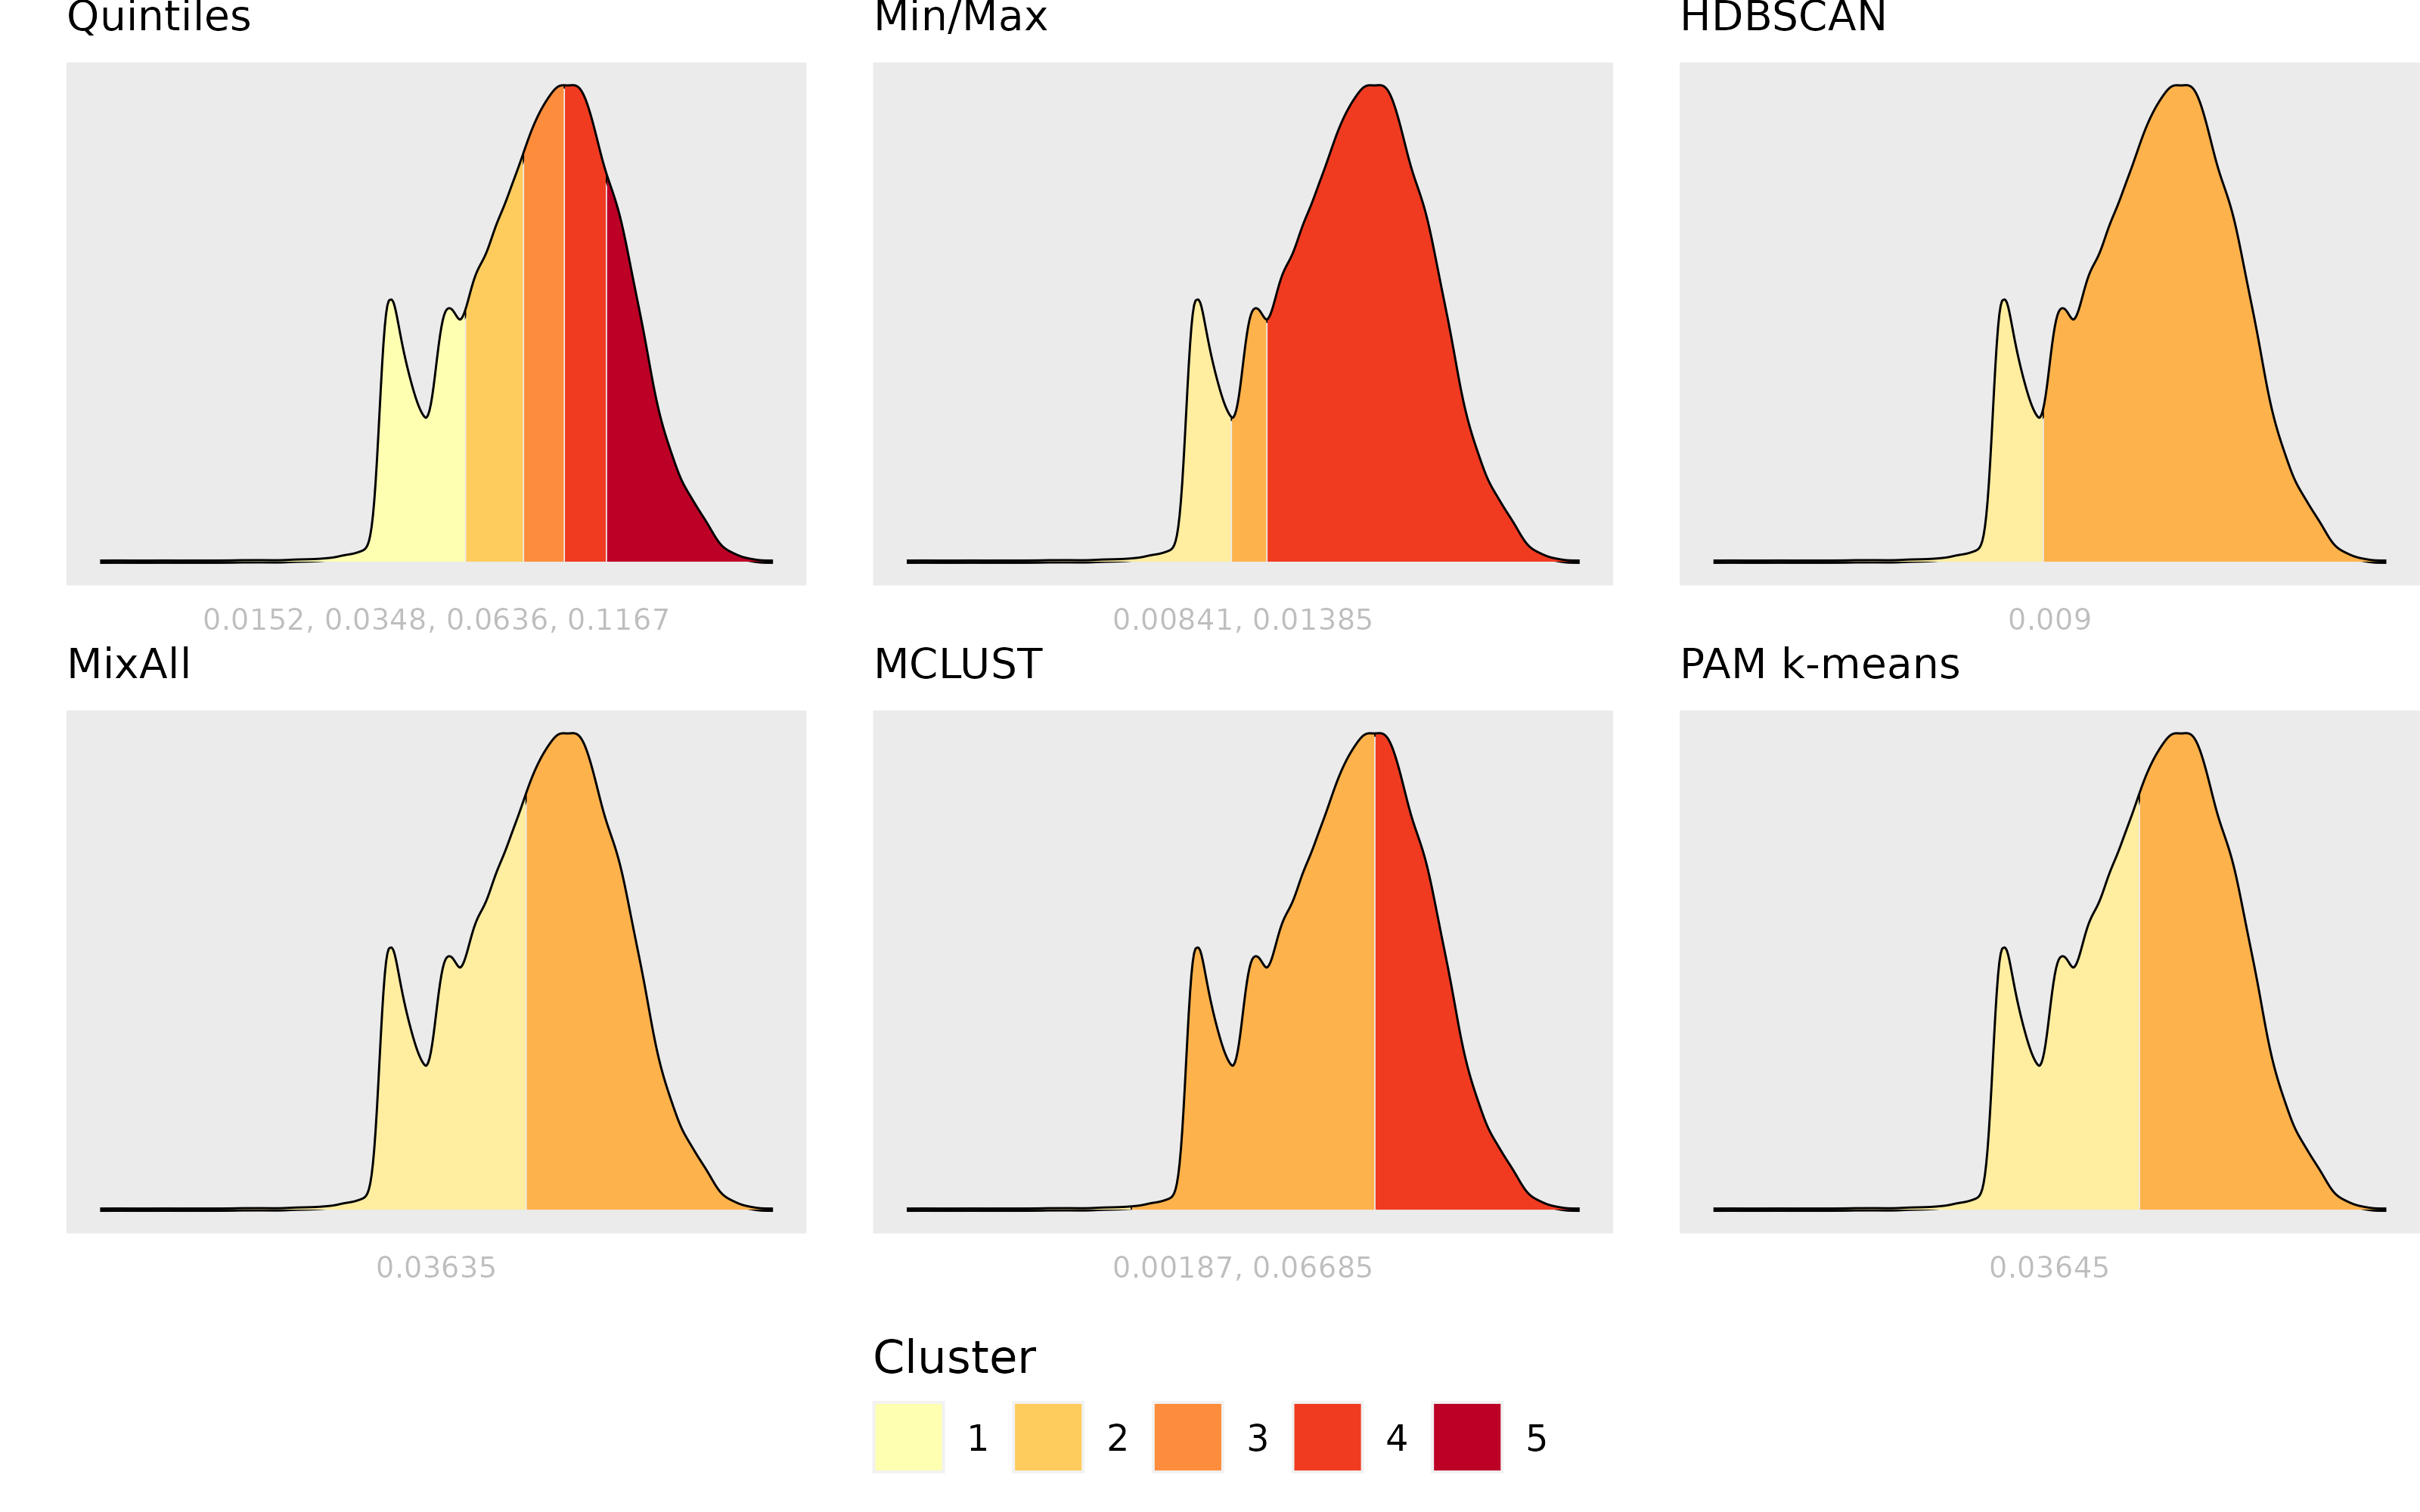 Quintiles
Min/Max
HDBSCAN
0.0152, 0.0348, 0.0636, 0.1167
0.00841, 0.01385
0.009
MixAll
MCLUST
PAM k-means
0.03635
0.00187, 0.06685
0.03645
Cluster
1 2 3 4 5